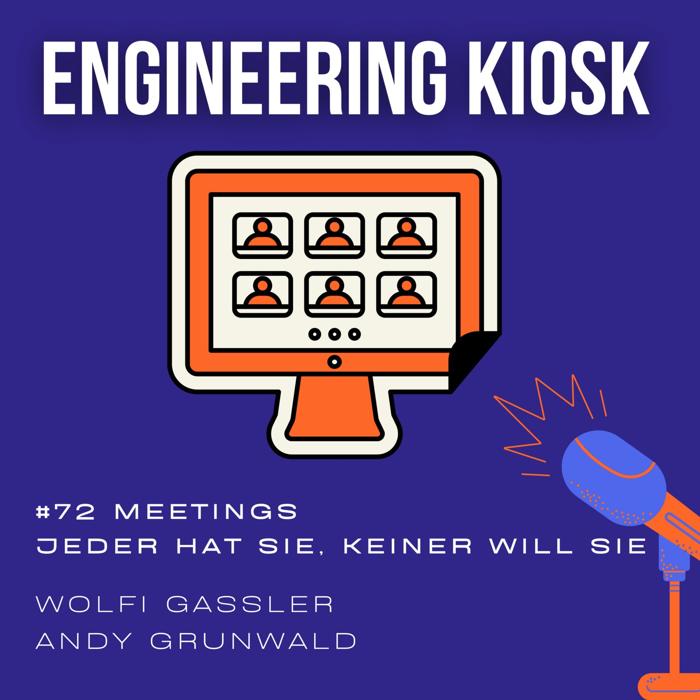 ENGINEERING KIOSK
#72 MEETINGS
JEDER HAT SIE, KEINER WILL SIE
WOLFI GASSLER
ANDY GRUNWALD